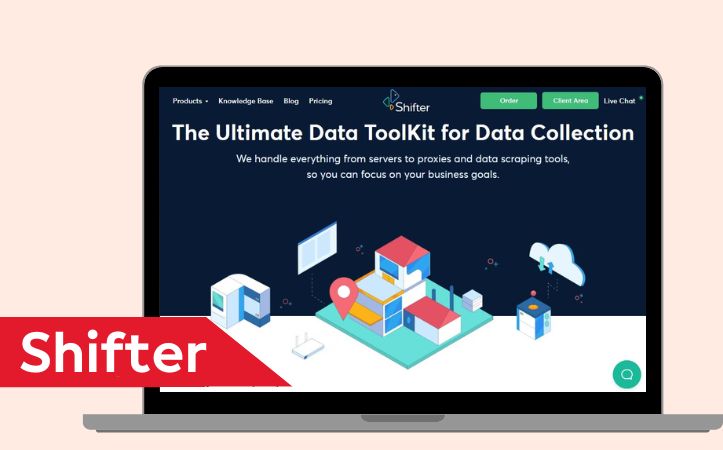 Products
Knowledge Base
Blog
Pricing
Shifter
Order
Client Area
Live Chat
The Ultimate Data ToolKit for Data Collection
We handle everything from servers to proxies and data scraping tools,
so you can focus on your business goals.
Shifter